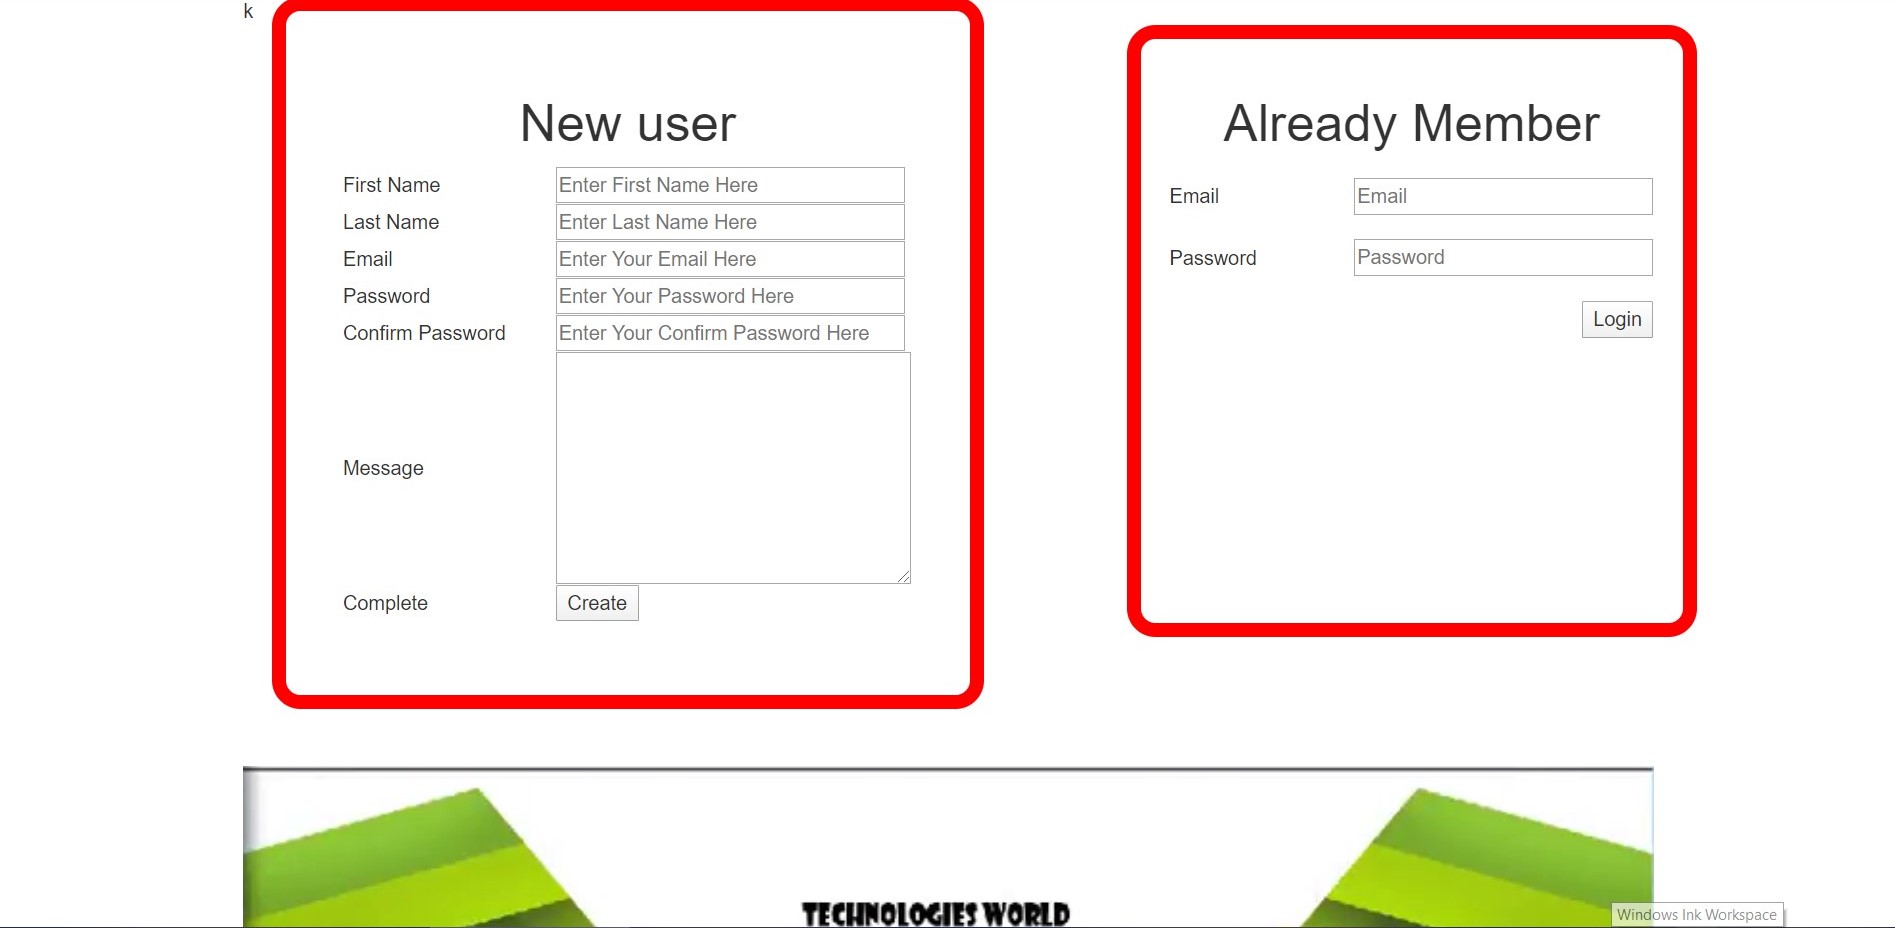 k
New user
First Name Enter First Name Here
Last Name Enter Last Name Here
Email Enter Your Email Here
Password Enter Your Password Here
Confirm Password Enter Your Confirm Password Here
Message
Complete Create
Already Member
Email Email
Password Password
Login
TECHNOLOGIES WORLD
Windows Ink Workspace